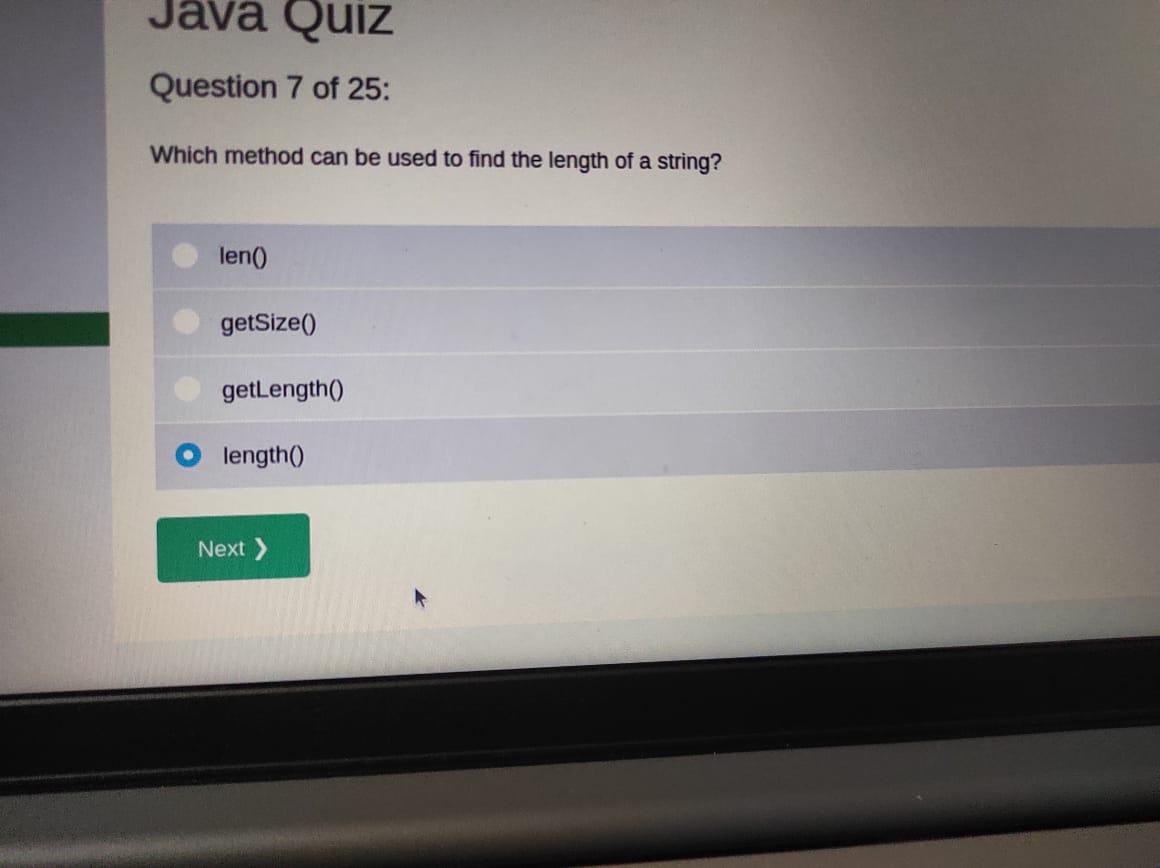 Java Quiz
Question 7 of 25:
Which method can be used to find the length of a string?
len()
getSize()
getLength()
length()
Next ❯